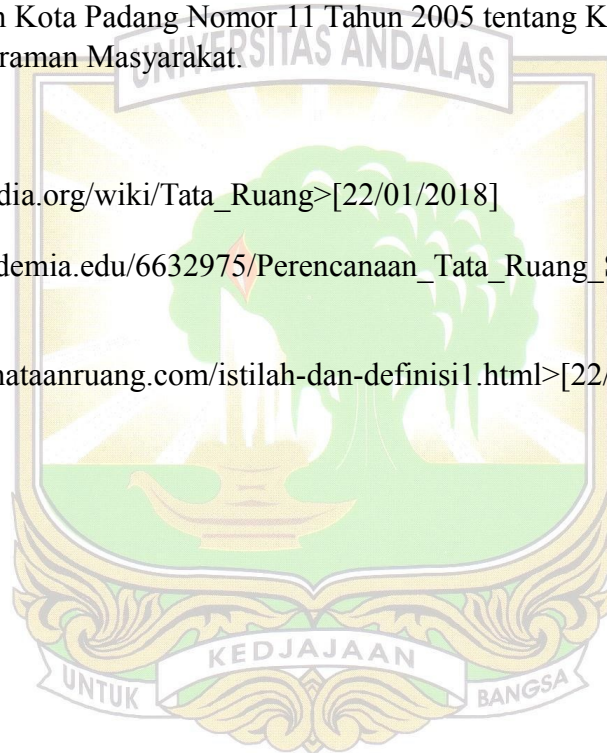 n Kota Padang Nomor 11 Tahun 2005 tentang K
raman Masyarakat.
UNIVERSITAS ANDALAS
dia.org/wiki/Tata_Ruang>[22/01/2018]
demia.edu/6632975/Perencanaan_Tata_Ruang_S
nataanruang.com/istilah-dan-definisi1.html>[22/
KEDJAJAAN
UNTUK
BANGSA